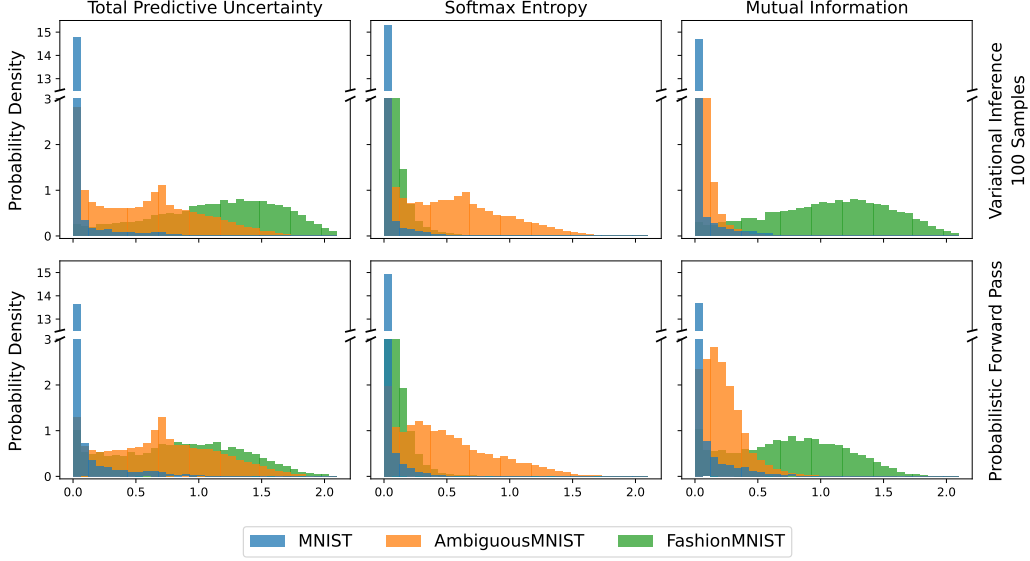 Total Predictive Uncertainty
Softmax Entropy
Mutual Information
15
14
13
3
2
1
0
Probability Density
Variational Inference
100 Samples
15
14
13
3
2
1
0
Probability Density
Probabilistic Forward Pass
0.0 0.5 1.0 1.5 2.0
0.0 0.5 1.0 1.5 2.0
0.0 0.5 1.0 1.5 2.0
MNIST AmbiguousMNIST FashionMNIST